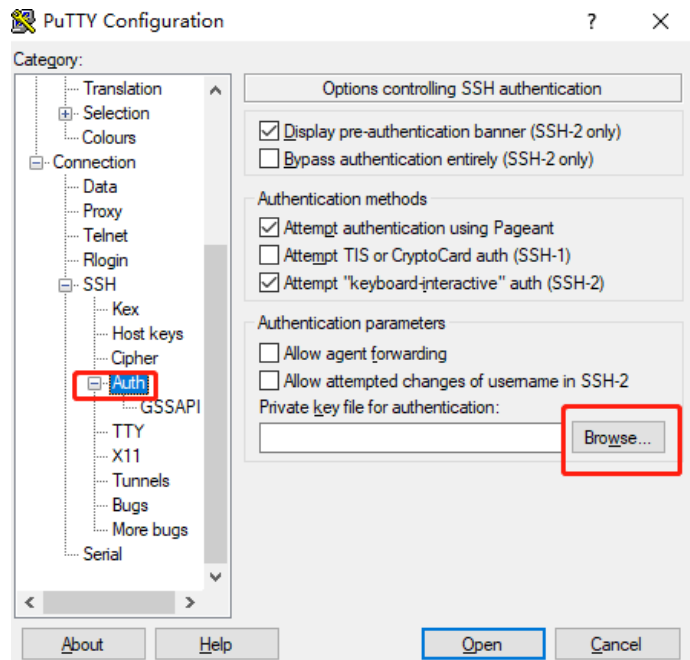 PuTTY Configuration
Category:
Translation
Selection
Colours
Connection
Data
Proxy
Telnet
Rlogin
SSH
Kex
Host keys
Cipher
Auth
GSSAPI
TTY
X11
Tunnels
Bugs
More bugs
Serial
Options controlling SSH authentication
Display pre-authentication banner (SSH-2 only)
Bypass authentication entirely (SSH-2 only)
Authentication methods
Attempt authentication using Pageant
Attempt TIS or CryptoCard auth (SSH-1)
Attempt "keyboard-interactive" auth (SSH-2)
Authentication parameters
Allow agent forwarding
Allow attempted changes of username in SSH-2
Private key file for authentication:
Browse...
About
Help
Open
Cancel